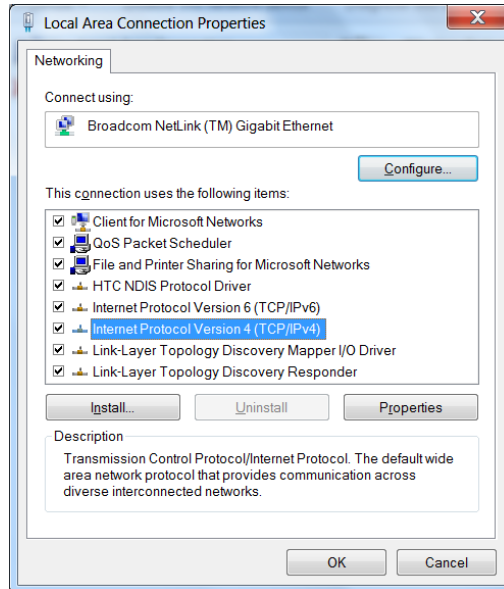 Local Area Connection Properties
Networking
Connect using:
Broadcom NetLink (TM) Gigabit Ethernet
Configure...
This connection uses the following items:
Client for Microsoft Networks
QoS Packet Scheduler
File and Printer Sharing for Microsoft Networks
HTC NDIS Protocol Driver
Internet Protocol Version 6 (TCP/IPv6)
Internet Protocol Version 4 (TCP/IPv4)
Link-Layer Topology Discovery Mapper I/O Driver
Link-Layer Topology Discovery Responder
Install... Uninstall Properties
Description
Transmission Control Protocol/Internet Protocol. The default wide
area network protocol that provides communication across
diverse interconnected networks.
OK Cancel